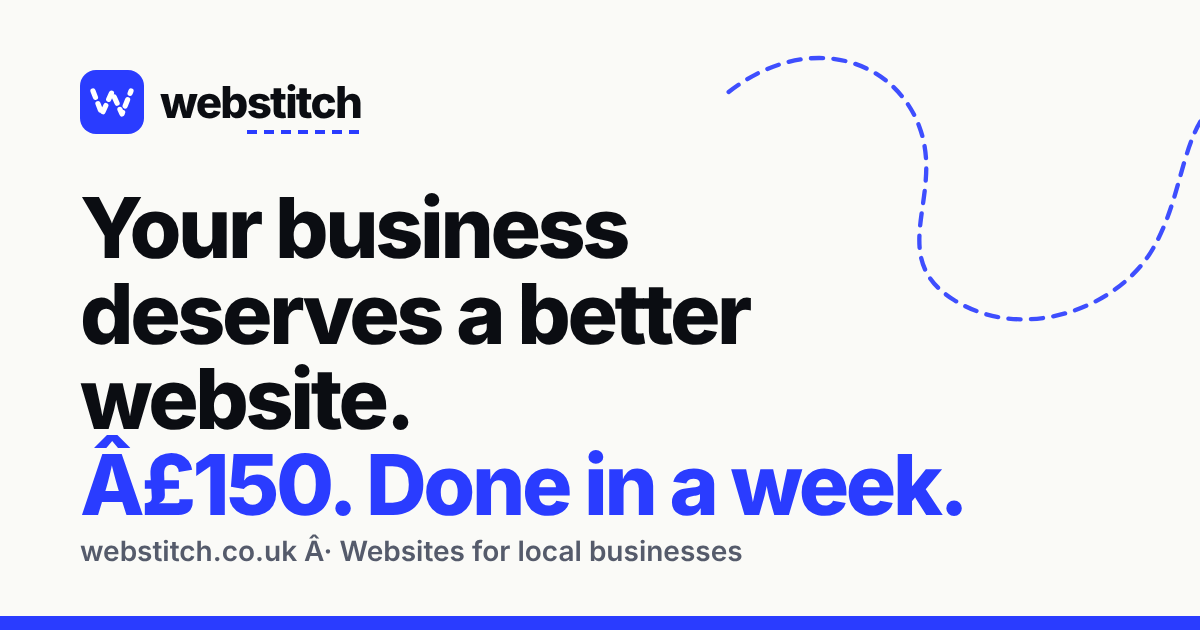 webstitch
Your business
deserves a better
website.
Â£150. Done in a week.
webstitch.co.uk Â· Websites for local businesses